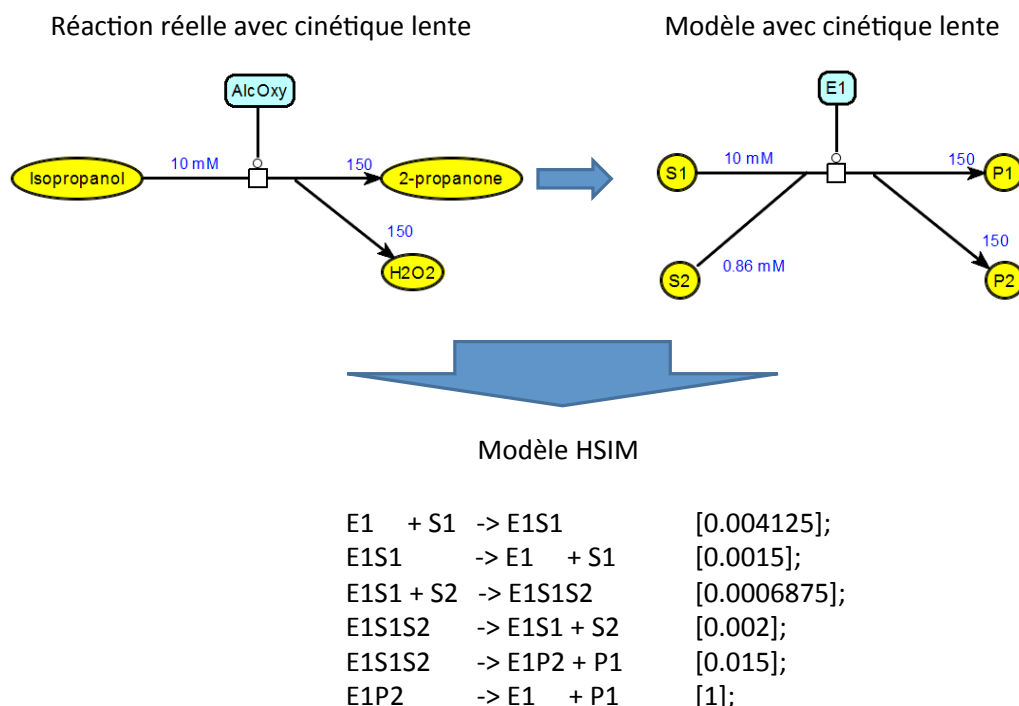 Réaction réelle avec cinétique lente
Modèle avec cinétique lente
AlcOxy
Isopropanol
10 mM
150
2-propanone
150
H2O2
E1
S1
10 mM
150
P1
S2
0.86 mM
150
P2
Modèle HSIM
E1 + S1 -> E1S1 [0.004125];
E1S1 -> E1 + S1 [0.0015];
E1S1 + S2 -> E1S1S2 [0.0006875];
E1S1S2 -> E1S1 + S2 [0.002];
E1S1S2 -> E1P2 + P1 [0.015];
E1P2 -> E1 + P1 [1];